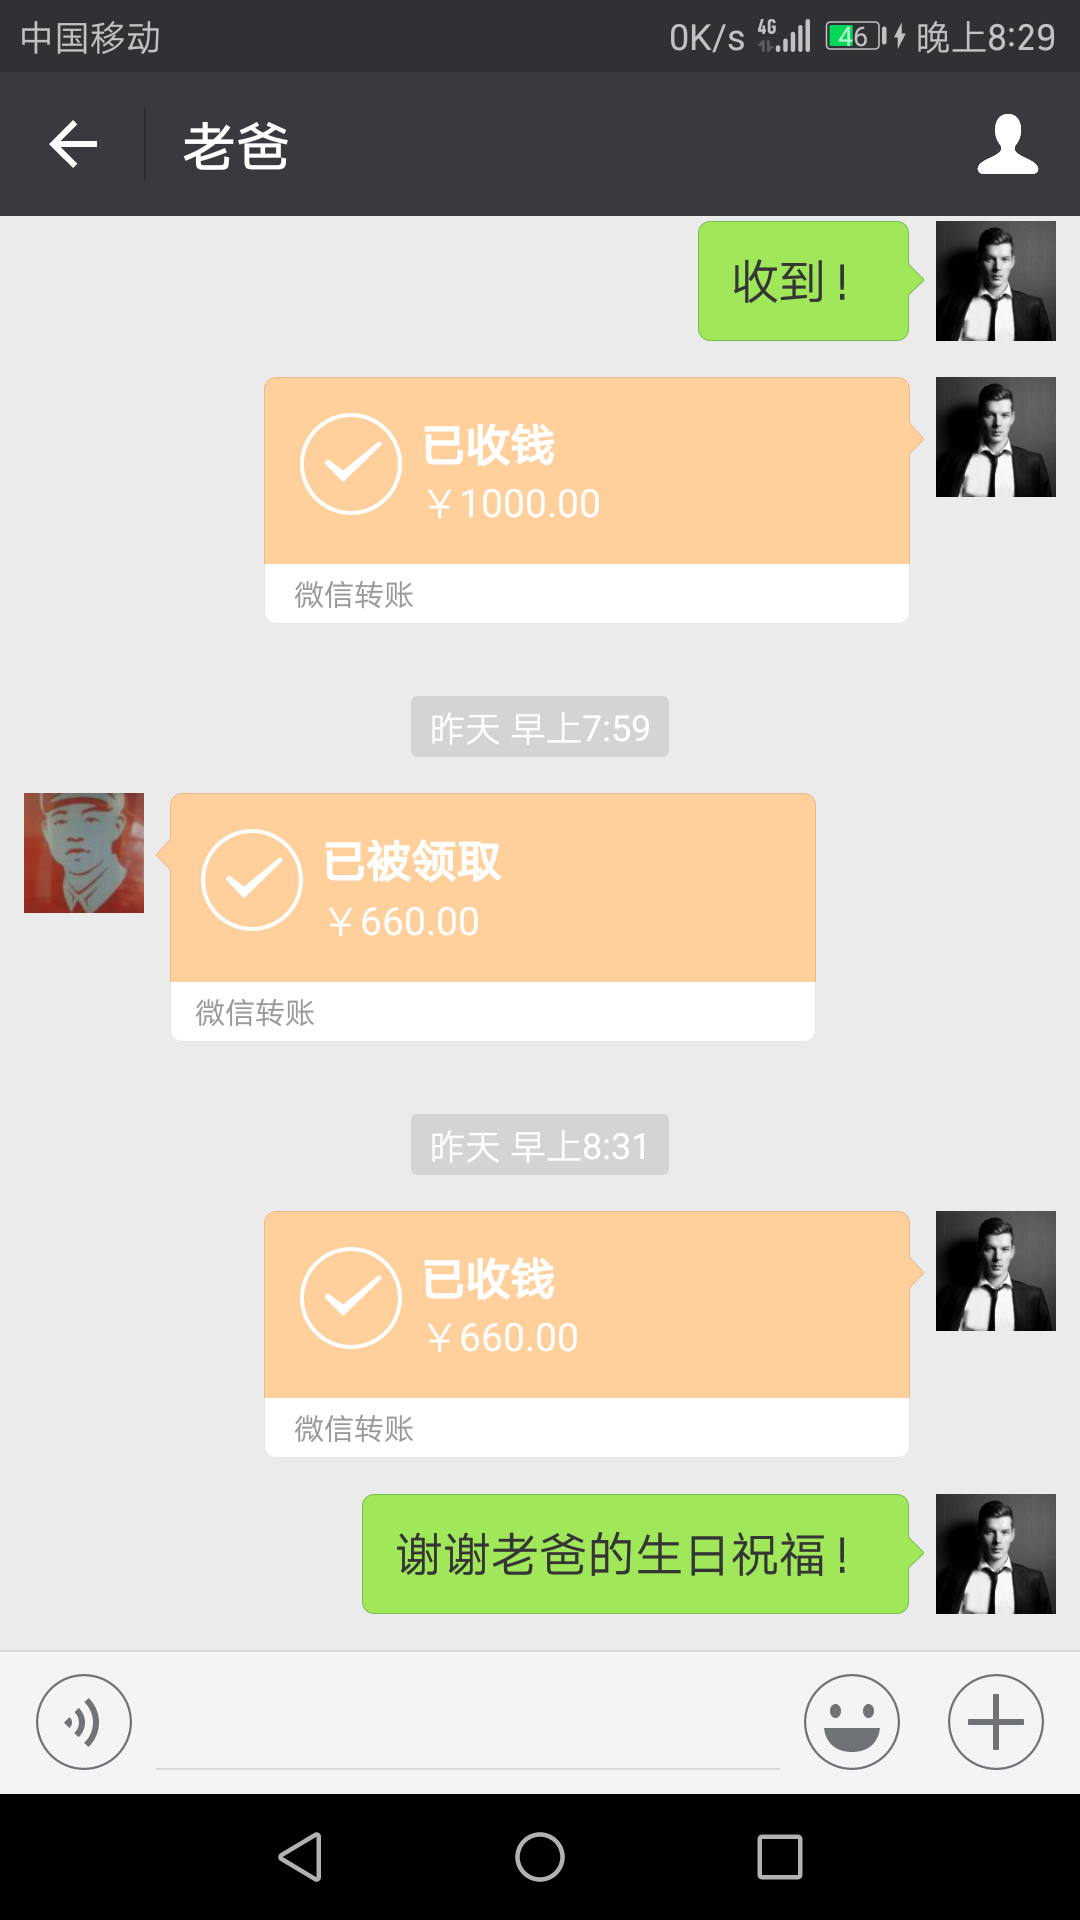 中国移动 0K/s 4G 46 晚上8:29
老爸
收到！
已收钱
￥1000.00
微信转账
昨天 早上7:59
已被领取
￥660.00
微信转账
昨天 早上8:31
已收钱
￥660.00
微信转账
谢谢老爸的生日祝福！